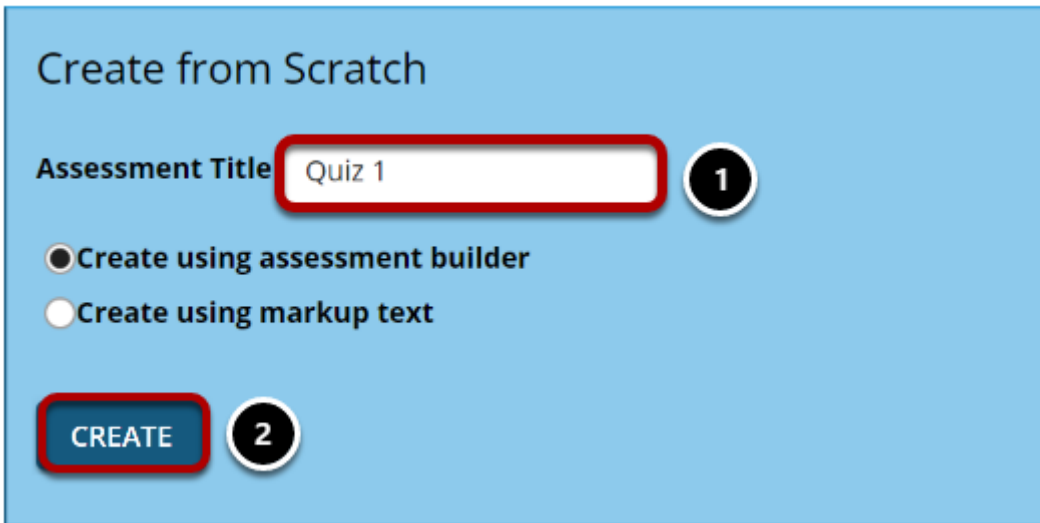 Create from Scratch
Assessment Title Quiz 1 1
Create using assessment builder
Create using markup text
CREATE 2